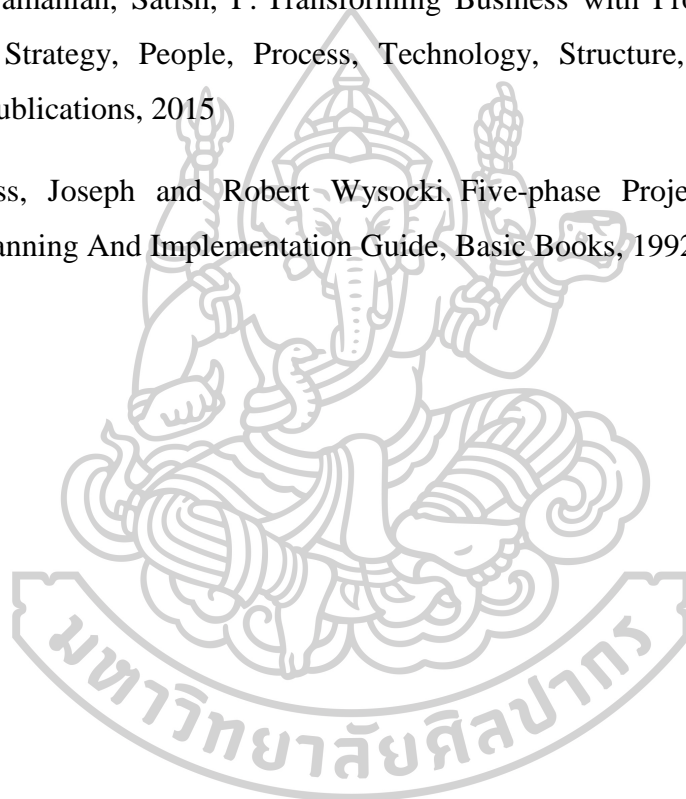 Satish, P. Transforming Business with Pro
Strategy, People, Process, Technology, Structure,
ublications, 2015
ss, Joseph and Robert Wysocki. Five-phase Proje
anning And Implementation Guide, Basic Books, 1992
มหาวิทยาลัยศิลปากร